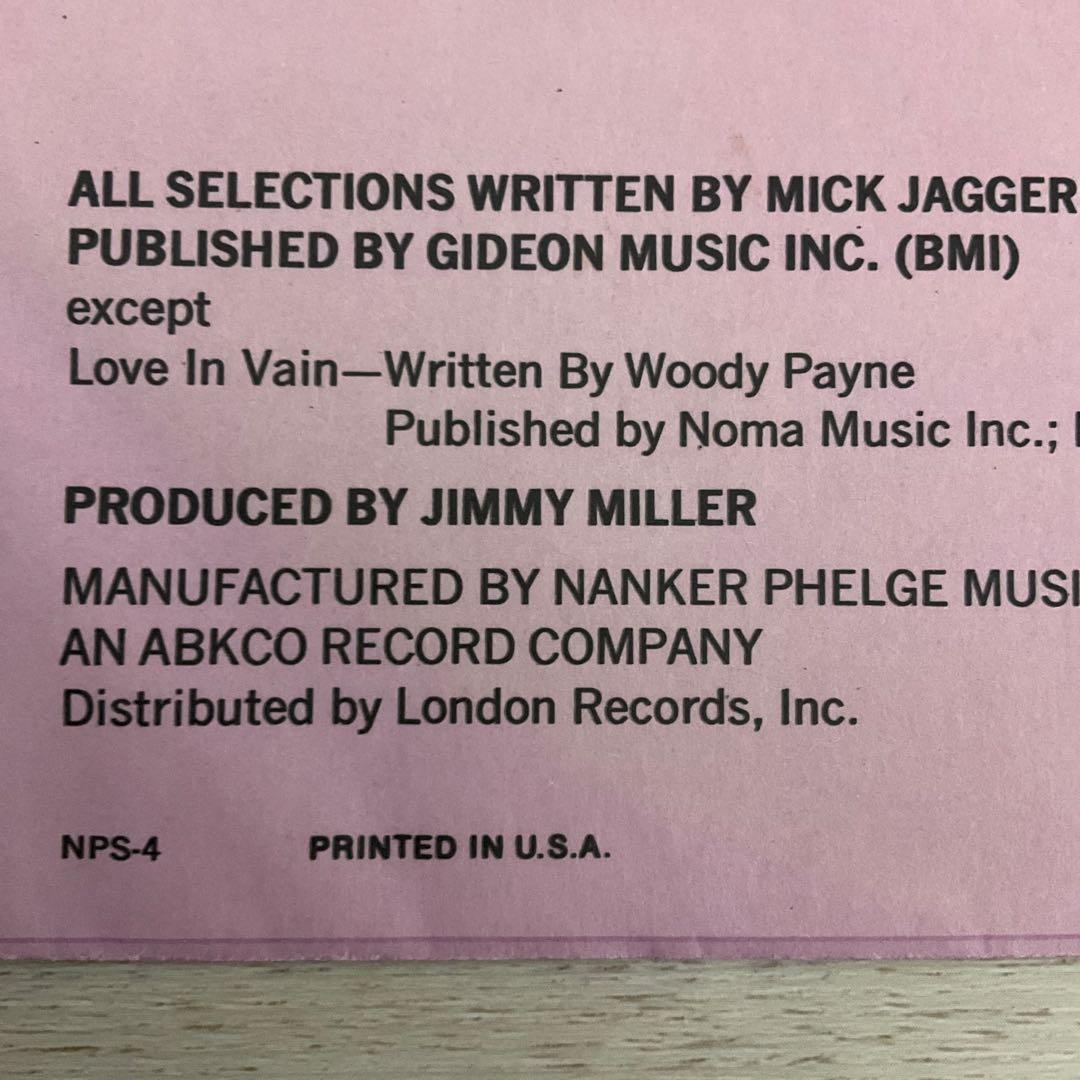 ALL SELECTIONS WRITTEN BY MICK JAGGER
PUBLISHED BY GIDEON MUSIC INC. (BMI)
except
Love In Vain—Written By Woody Payne
Published by Noma Music Inc.;
PRODUCED BY JIMMY MILLER
MANUFACTURED BY NANKER PHELGE MUSI
AN ABKCO RECORD COMPANY
Distributed by London Records, Inc.
NPS-4 PRINTED IN U.S.A.